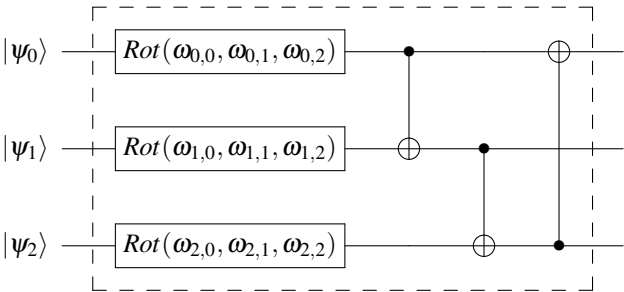 |ψ₀⟩ Rot(ω₀,₀, ω₀,₁, ω₀,₂)
|ψ₁⟩ Rot(ω₁,₀, ω₁,₁, ω₁,₂)
|ψ₂⟩ Rot(ω₂,₀, ω₂,₁, ω₂,₂)